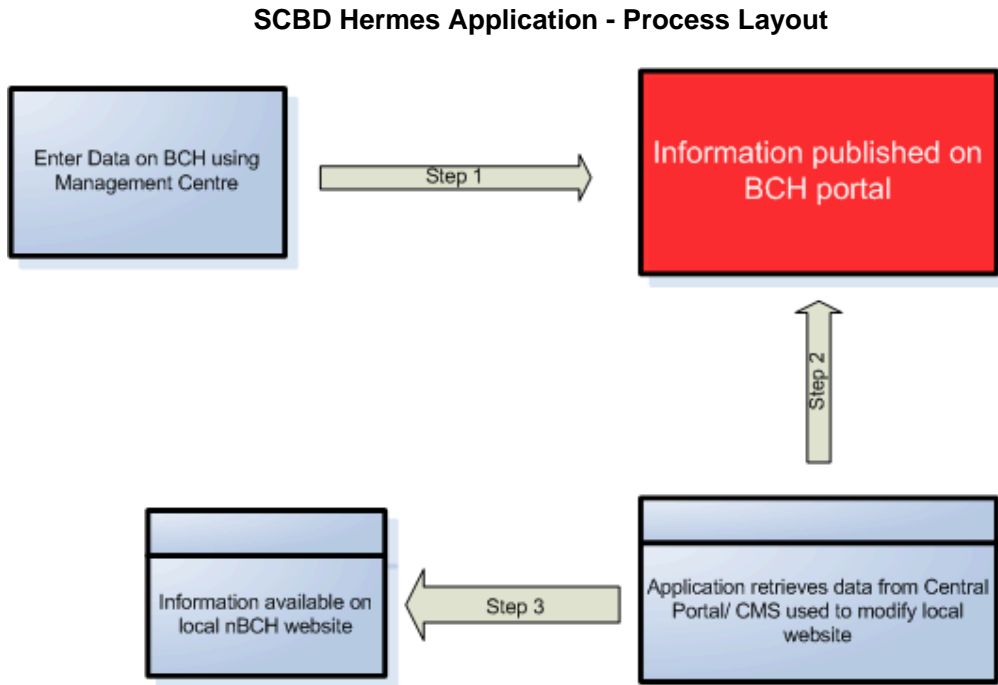 SCBD Hermes Application - Process Layout
Enter Data on BCH using
Management Centre
Step 1
Information published on
BCH portal
Step 2
Application retrieves data from Central
Portal/ CMS used to modify local
website
Step 3
Information available on
local nBCH website